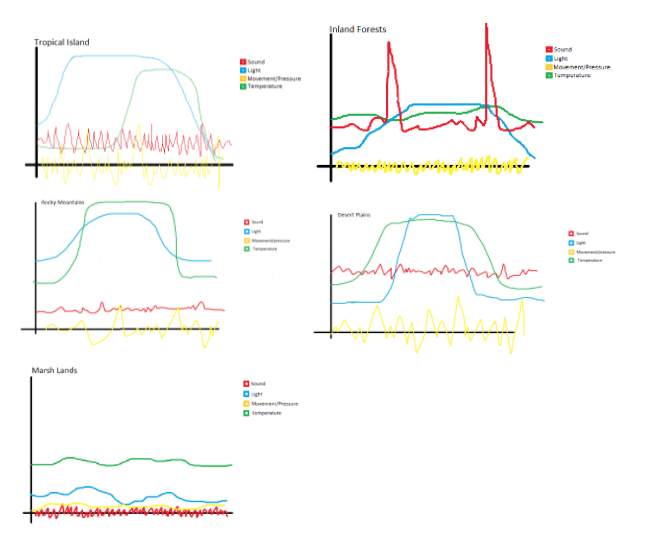 Tropical Island
Sound
Light
Movement/Pressure
Temperature
Inland Forests
Sound
Light
Movement/Pressure
Temperature
Rocky Mountains
Sound
Light
Movement/pressure
Temperature
Desert Plains
Sound
Light
Movement/pressure
Temperature
Marsh Lands
Sound
Light
Movement/Pressure
Temperature